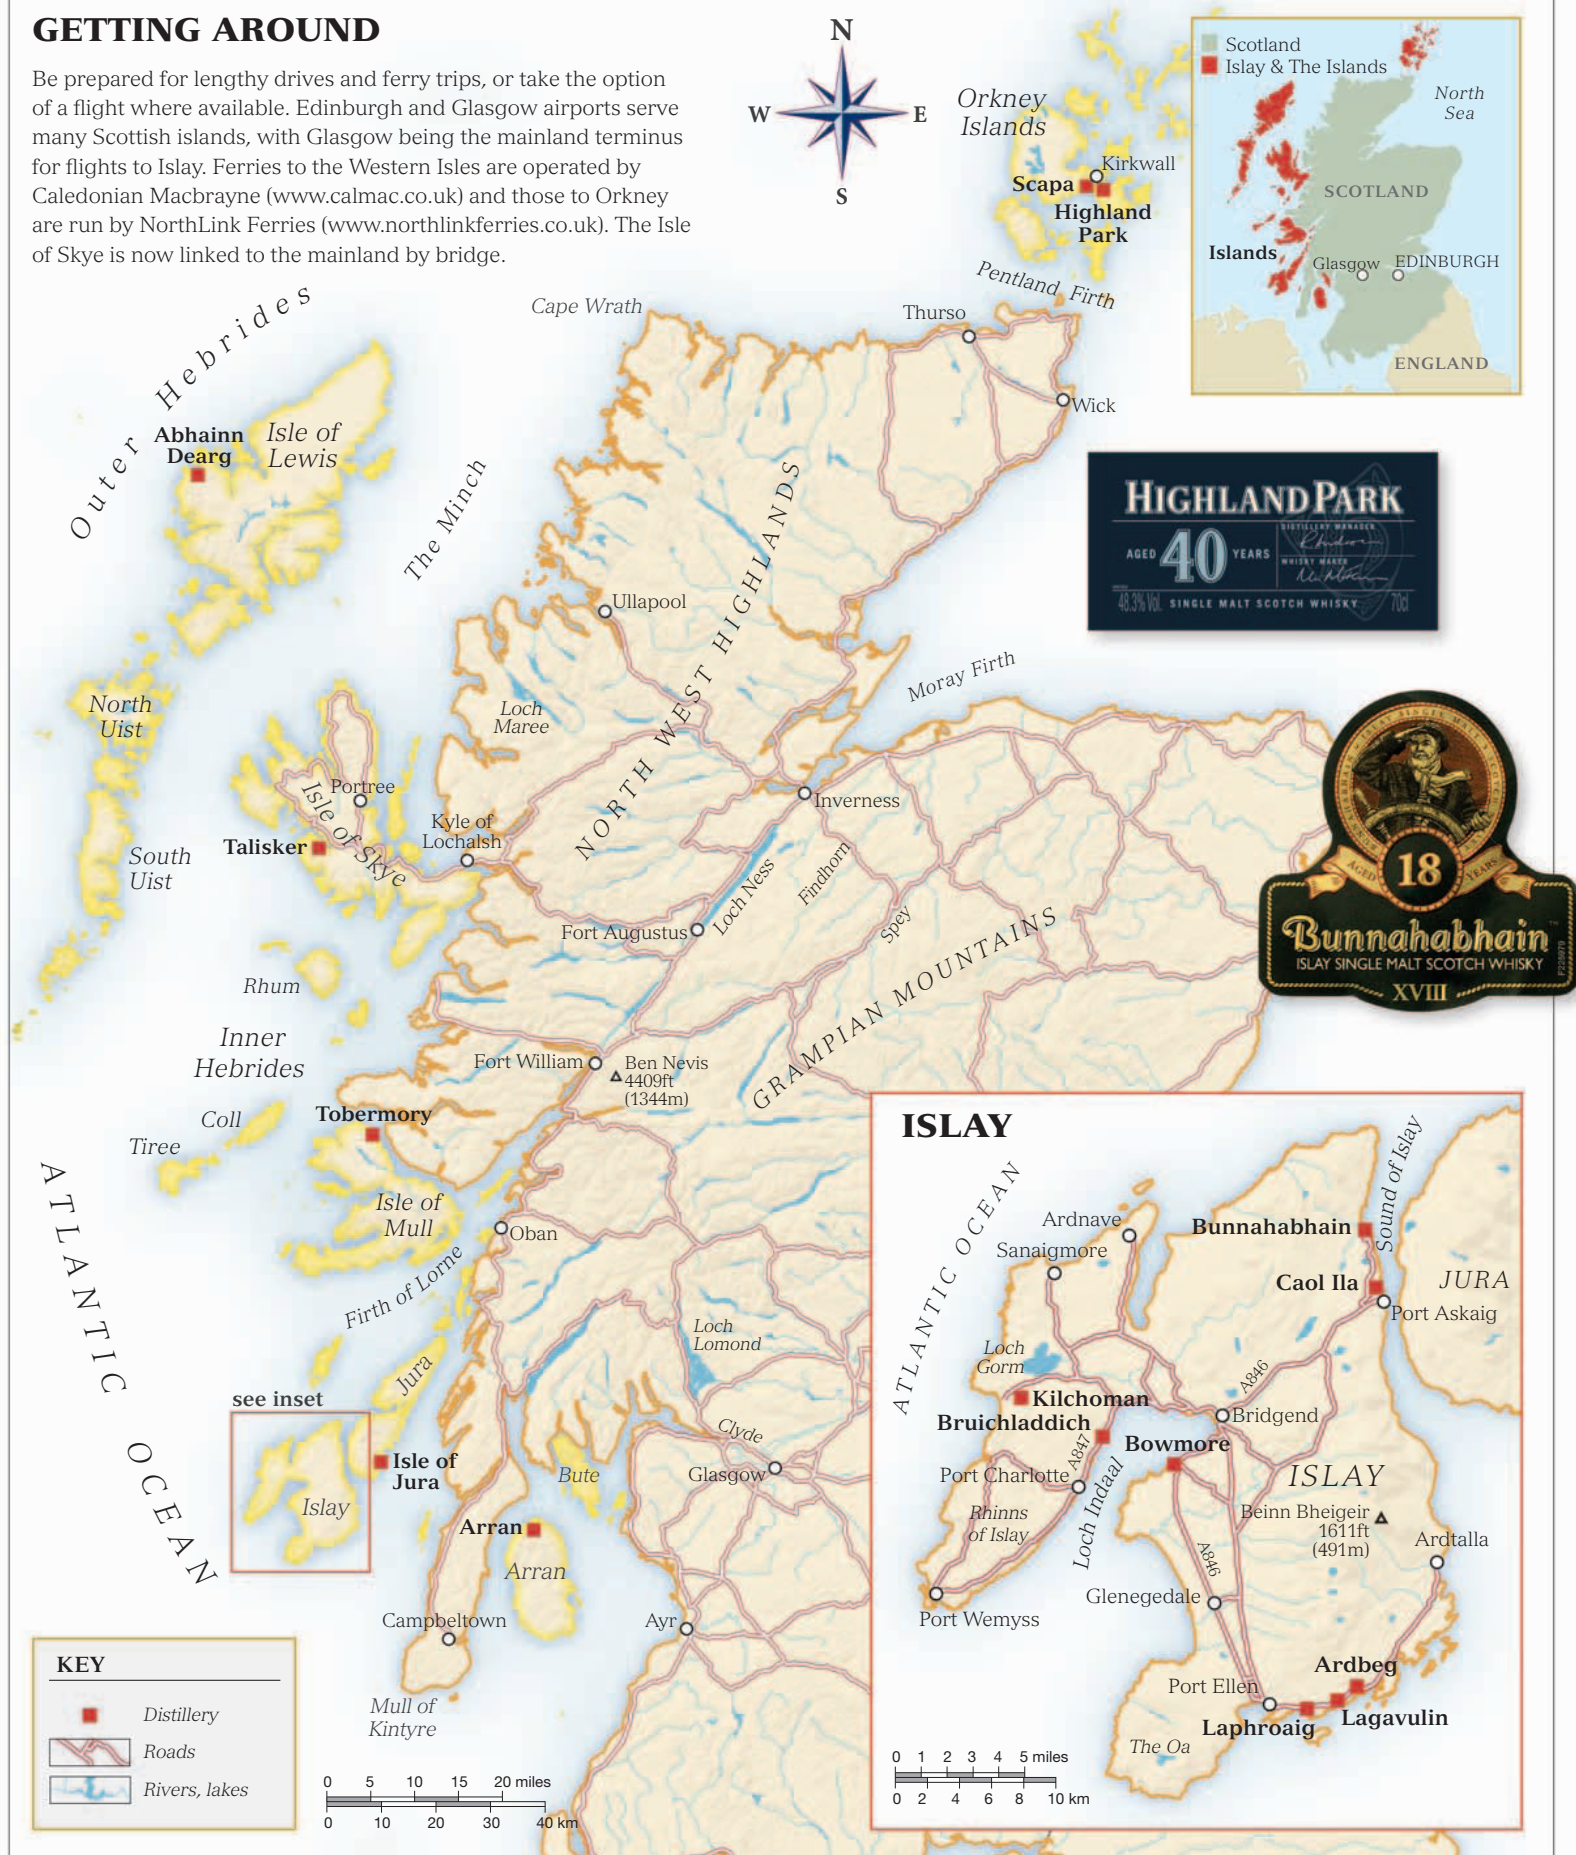 GETTING AROUND
Be prepared for lengthy drives and ferry trips, or take the option
of a flight where available. Edinburgh and Glasgow airports serve
many Scottish islands, with Glasgow being the mainland terminus
for flights to Islay. Ferries to the Western Isles are operated by
Caledonian Macbrayne (www.calmac.co.uk) and those to Orkney
are run by NorthLink Ferries (www.northlinkferries.co.uk). The Isle
of Skye is now linked to the mainland by bridge.
N
W
E
S
Orkney
Islands
Kirkwall
Scapa
Highland
Park
Pentland Firth
Scotland
Islay & The Islands
North
Sea
SCOTLAND
Islands
Glasgow
EDINBURGH
ENGLAND
Outer Hebrides
Cape Wrath
Thurso
Wick
Abhainn
Dearg
Isle of
Lewis
The Minch
HIGHLAND PARK
AGED 40 YEARS
DISTILLERY MANAGER
WHISKY MAKER
48.3% Vol. SINGLE MALT SCOTCH WHISKY 70cl
Ullapool
NORTH WEST HIGHLANDS
Moray Firth
North
Uist
Loch
Maree
Portree
Isle of Skye
Kyle of
Lochalsh
Inverness
Talisker
South
Uist
Loch Ness
Findhorn
Spey
Fort Augustus
GRAMPIAN MOUNTAINS
AGED 18 YEARS
Bunnahabhain
ISLAY SINGLE MALT SCOTCH WHISKY
XVIII
Rhum
Inner
Hebrides
Fort William
Ben Nevis
4409ft
(1344m)
Coll
Tiree
Tobermory
Isle of
Mull
Oban
Firth of Lorne
ATLANTIC OCEAN
Loch
Lomond
Jura
see inset
Isle of
Jura
Islay
Clyde
Glasgow
Bute
Arran
Arran
Campbeltown
Ayr
Mull of
Kintyre
KEY
Distillery
Roads
Rivers, lakes
0 5 10 15 20 miles
0 10 20 30 40 km
ISLAY
ATLANTIC OCEAN
Sound of Islay
Ardnave
Sanaigmore
Bunnahabhain
Caol Ila
JURA
Port Askaig
Loch
Gorm
Kilchoman
Bruichladdich
A846
Bridgend
Bowmore
A847
Port Charlotte
ISLAY
Rhinns
of Islay
Loch Indaal
Beinn Bheigeir
1611ft
(491m)
Ardtalla
A846
Glenegedale
Port Wemyss
Ardbeg
Port Ellen
Laphroaig
Lagavulin
The Oa
0 1 2 3 4 5 miles
0 2 4 6 8 10 km